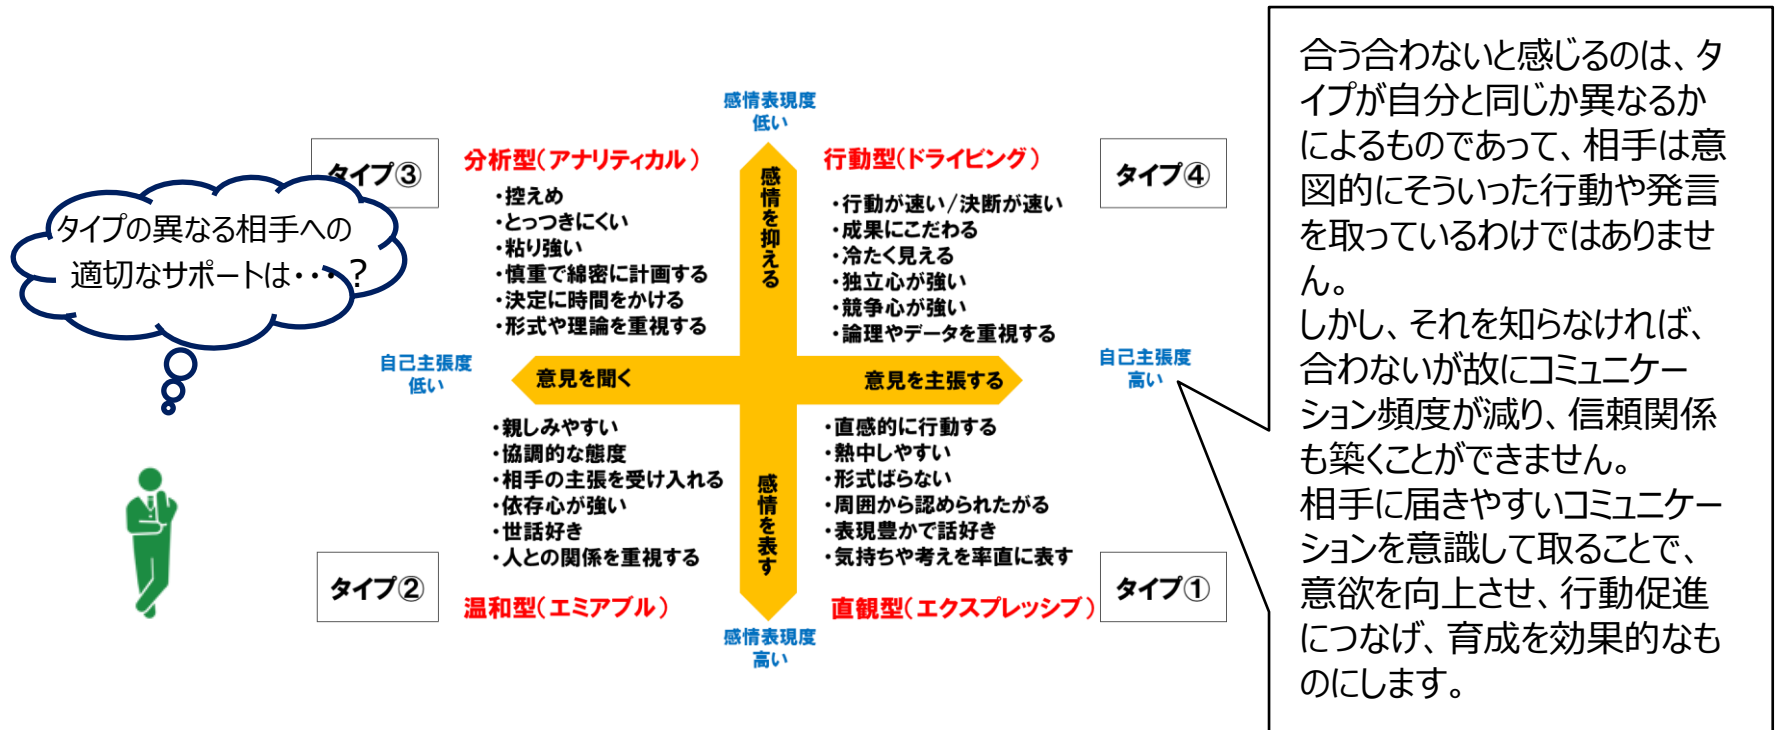 感情表現度
低い
タイプ③
分析型(アナリティカル)
・控えめ
・とっつきにくい
・粘り強い
・慎重で綿密に計画する
・決定に時間をかける
・形式や理論を重視する
感情を抑える
行動型(ドライビング)
・行動が速い/決断が速い
・成果にこだわる
・冷たく見える
・独立心が強い
・競争心が強い
・論理やデータを重視する
タイプ④
タイプの異なる相手への
適切なサポートは・・・?
自己主張度
低い
意見を聞く
意見を主張する
自己主張度
高い
・親しみやすい
・協調的な態度
・相手の主張を受け入れる
・依存心が強い
・世話好き
・人との関係を重視する
タイプ②
温和型(エミアブル)
感情を表す
・直感的に行動する
・熱中しやすい
・形式ばらない
・周囲から認められたがる
・表現豊かで話好き
・気持ちや考えを率直に表す
直観型(エクスプレッシブ)
タイプ①
感情表現度
高い
合う合わないと感じるのは、タ
イプが自分と同じか異なるか
によるものであって、相手は意
図的にそういった行動や発言
を取っているわけではありませ
ん。
しかし、それを知らなければ、
合わないが故にコミュニケー
ション頻度が減り、信頼関係
も築くことができません。
相手に届きやすいコミュニケー
ションを意識して取ることで、
意欲を向上させ、行動促進
につなげ、育成を効果的なも
のにします。